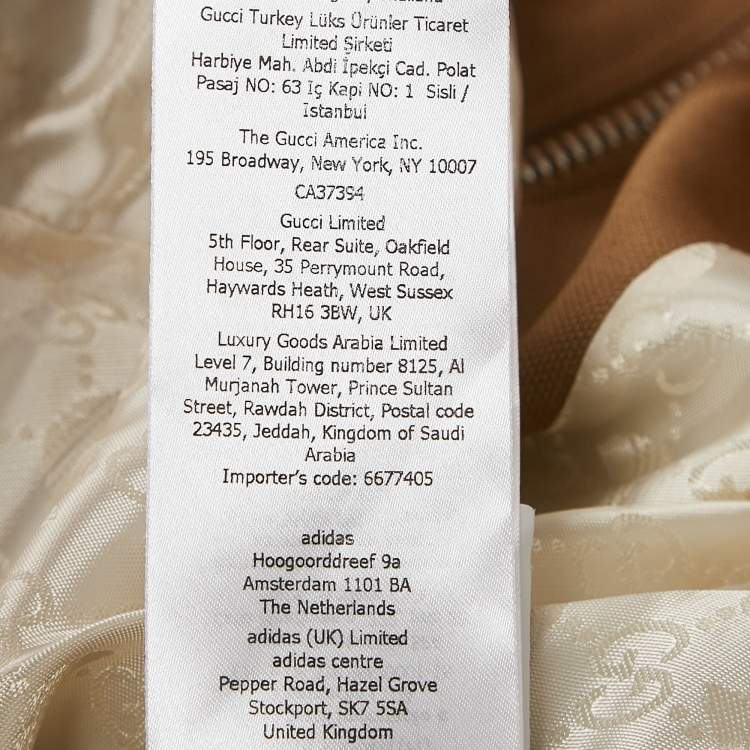 Gucci Turkey Lüks Ürünler Ticaret
Limited Şirketi
Harbiye Mah. Abdi İpekçi Cad. Polat
Pasaj NO: 63 İç Kapi NO: 1 Sisli /
İstanbul
The Gucci America Inc.
195 Broadway, New York, NY 10007
CA37394
Gucci Limited
5th Floor, Rear Suite, Oakfield
House, 35 Perrymount Road,
Haywards Heath, West Sussex
RH16 3BW, UK
Luxury Goods Arabia Limited
Level 7, Building number 8125, Al
Murjanah Tower, Prince Sultan
Street, Rawdah District, Postal code
23435, Jeddah, Kingdom of Saudi
Arabia
Importer's code: 6677405
adidas
Hoogoorddreef 9a
Amsterdam 1101 BA
The Netherlands
adidas (UK) Limited
adidas centre
Pepper Road, Hazel Grove
Stockport, SK7 5SA
United Kingdom